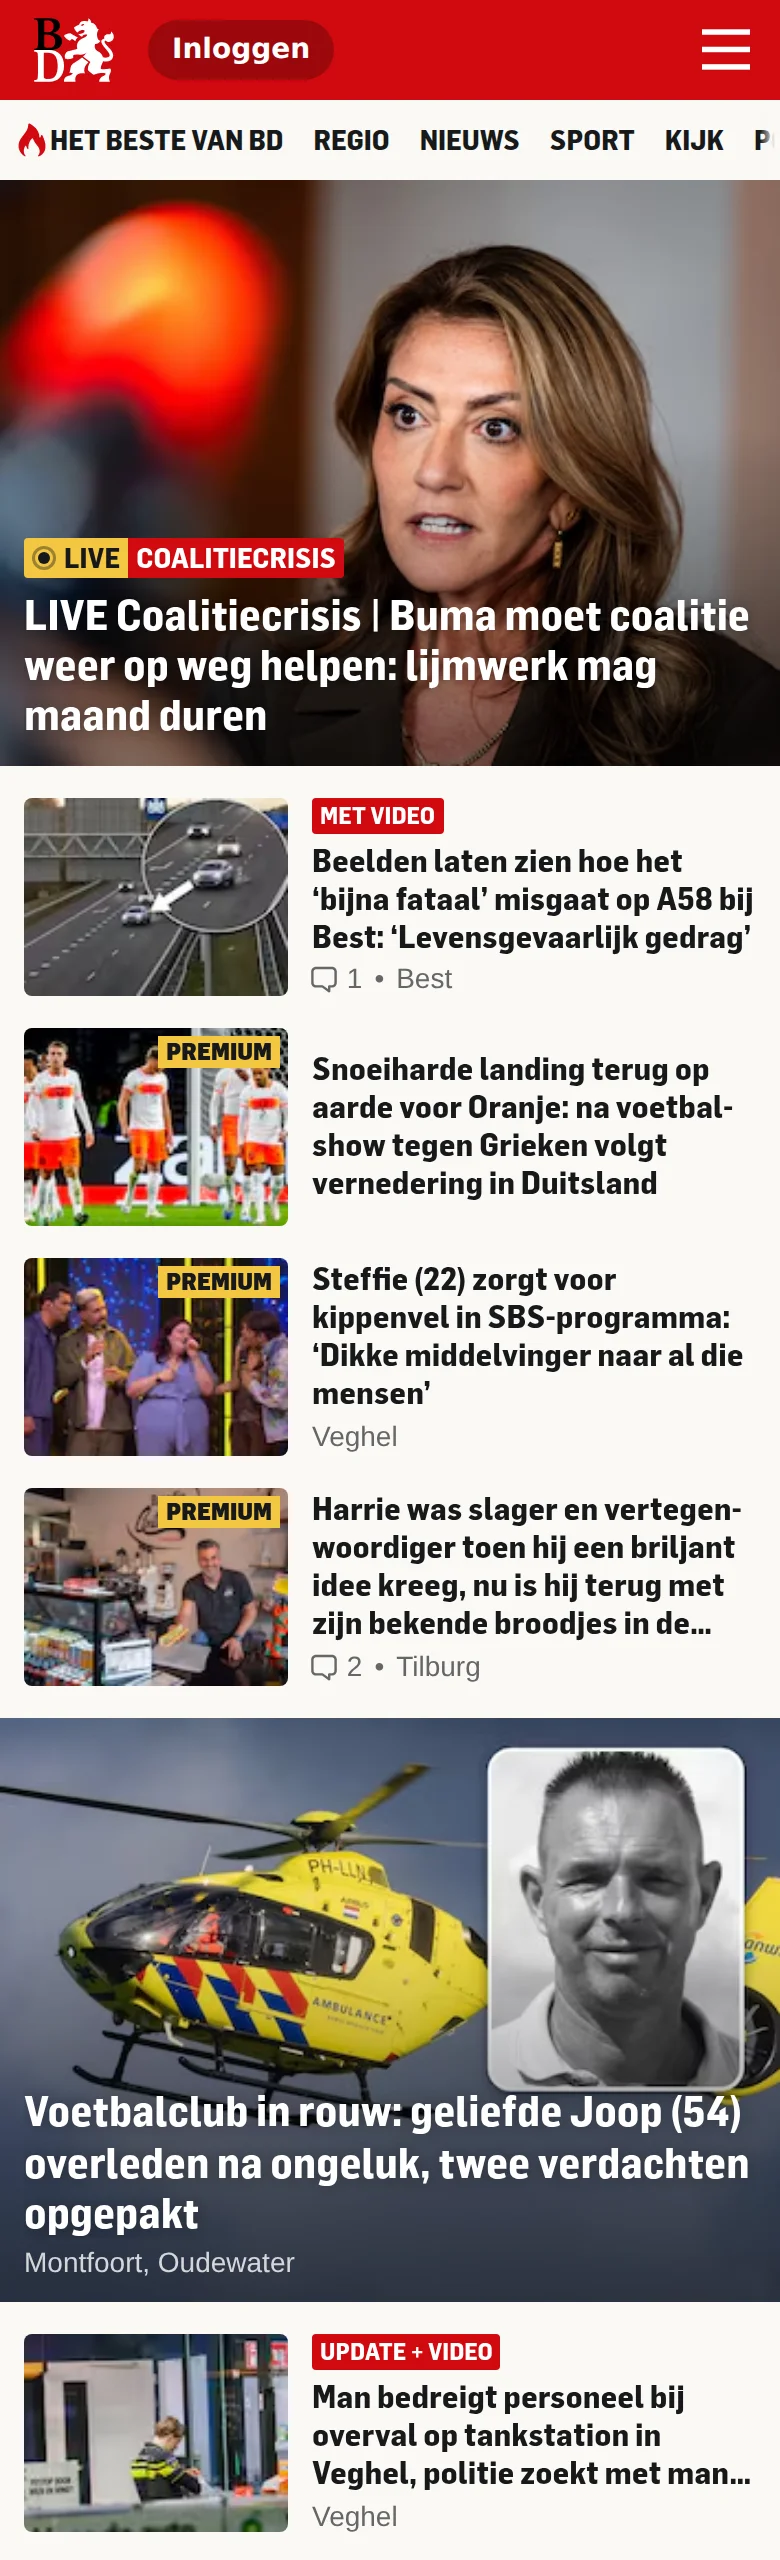 BD
Inloggen
HET BESTE VAN BD REGIO NIEUWS SPORT KIJK
LIVE COALITIECRISIS
LIVE Coalitiecrisis | Buma moet coalitie
weer op weg helpen: lijmwerk mag
maand duren
MET VIDEO
Beelden laten zien hoe het
‘bijna fataal’ misgaat op A58 bij
Best: ‘Levensgevaarlijk gedrag’
1 • Best
PREMIUM
Snoeiharde landing terug op
aarde voor Oranje: na voetbal-
show tegen Grieken volgt
vernedering in Duitsland
PREMIUM
Steffie (22) zorgt voor
kippenvel in SBS-programma:
‘Dikke middelvinger naar al die
mensen’
Veghel
PREMIUM
Harrie was slager en vertegen-
woordiger toen hij een briljant
idee kreeg, nu is hij terug met
zijn bekende broodjes in de...
2 • Tilburg
PH-LLN
AMBULANCE
anw
Voetbalclub in rouw: geliefde Joop (54)
overleden na ongeluk, twee verdachten
opgepakt
Montfoort, Oudewater
UPDATE + VIDEO
Man bedreigt personeel bij
overval op tankstation in
Veghel, politie zoekt met man...
Veghel